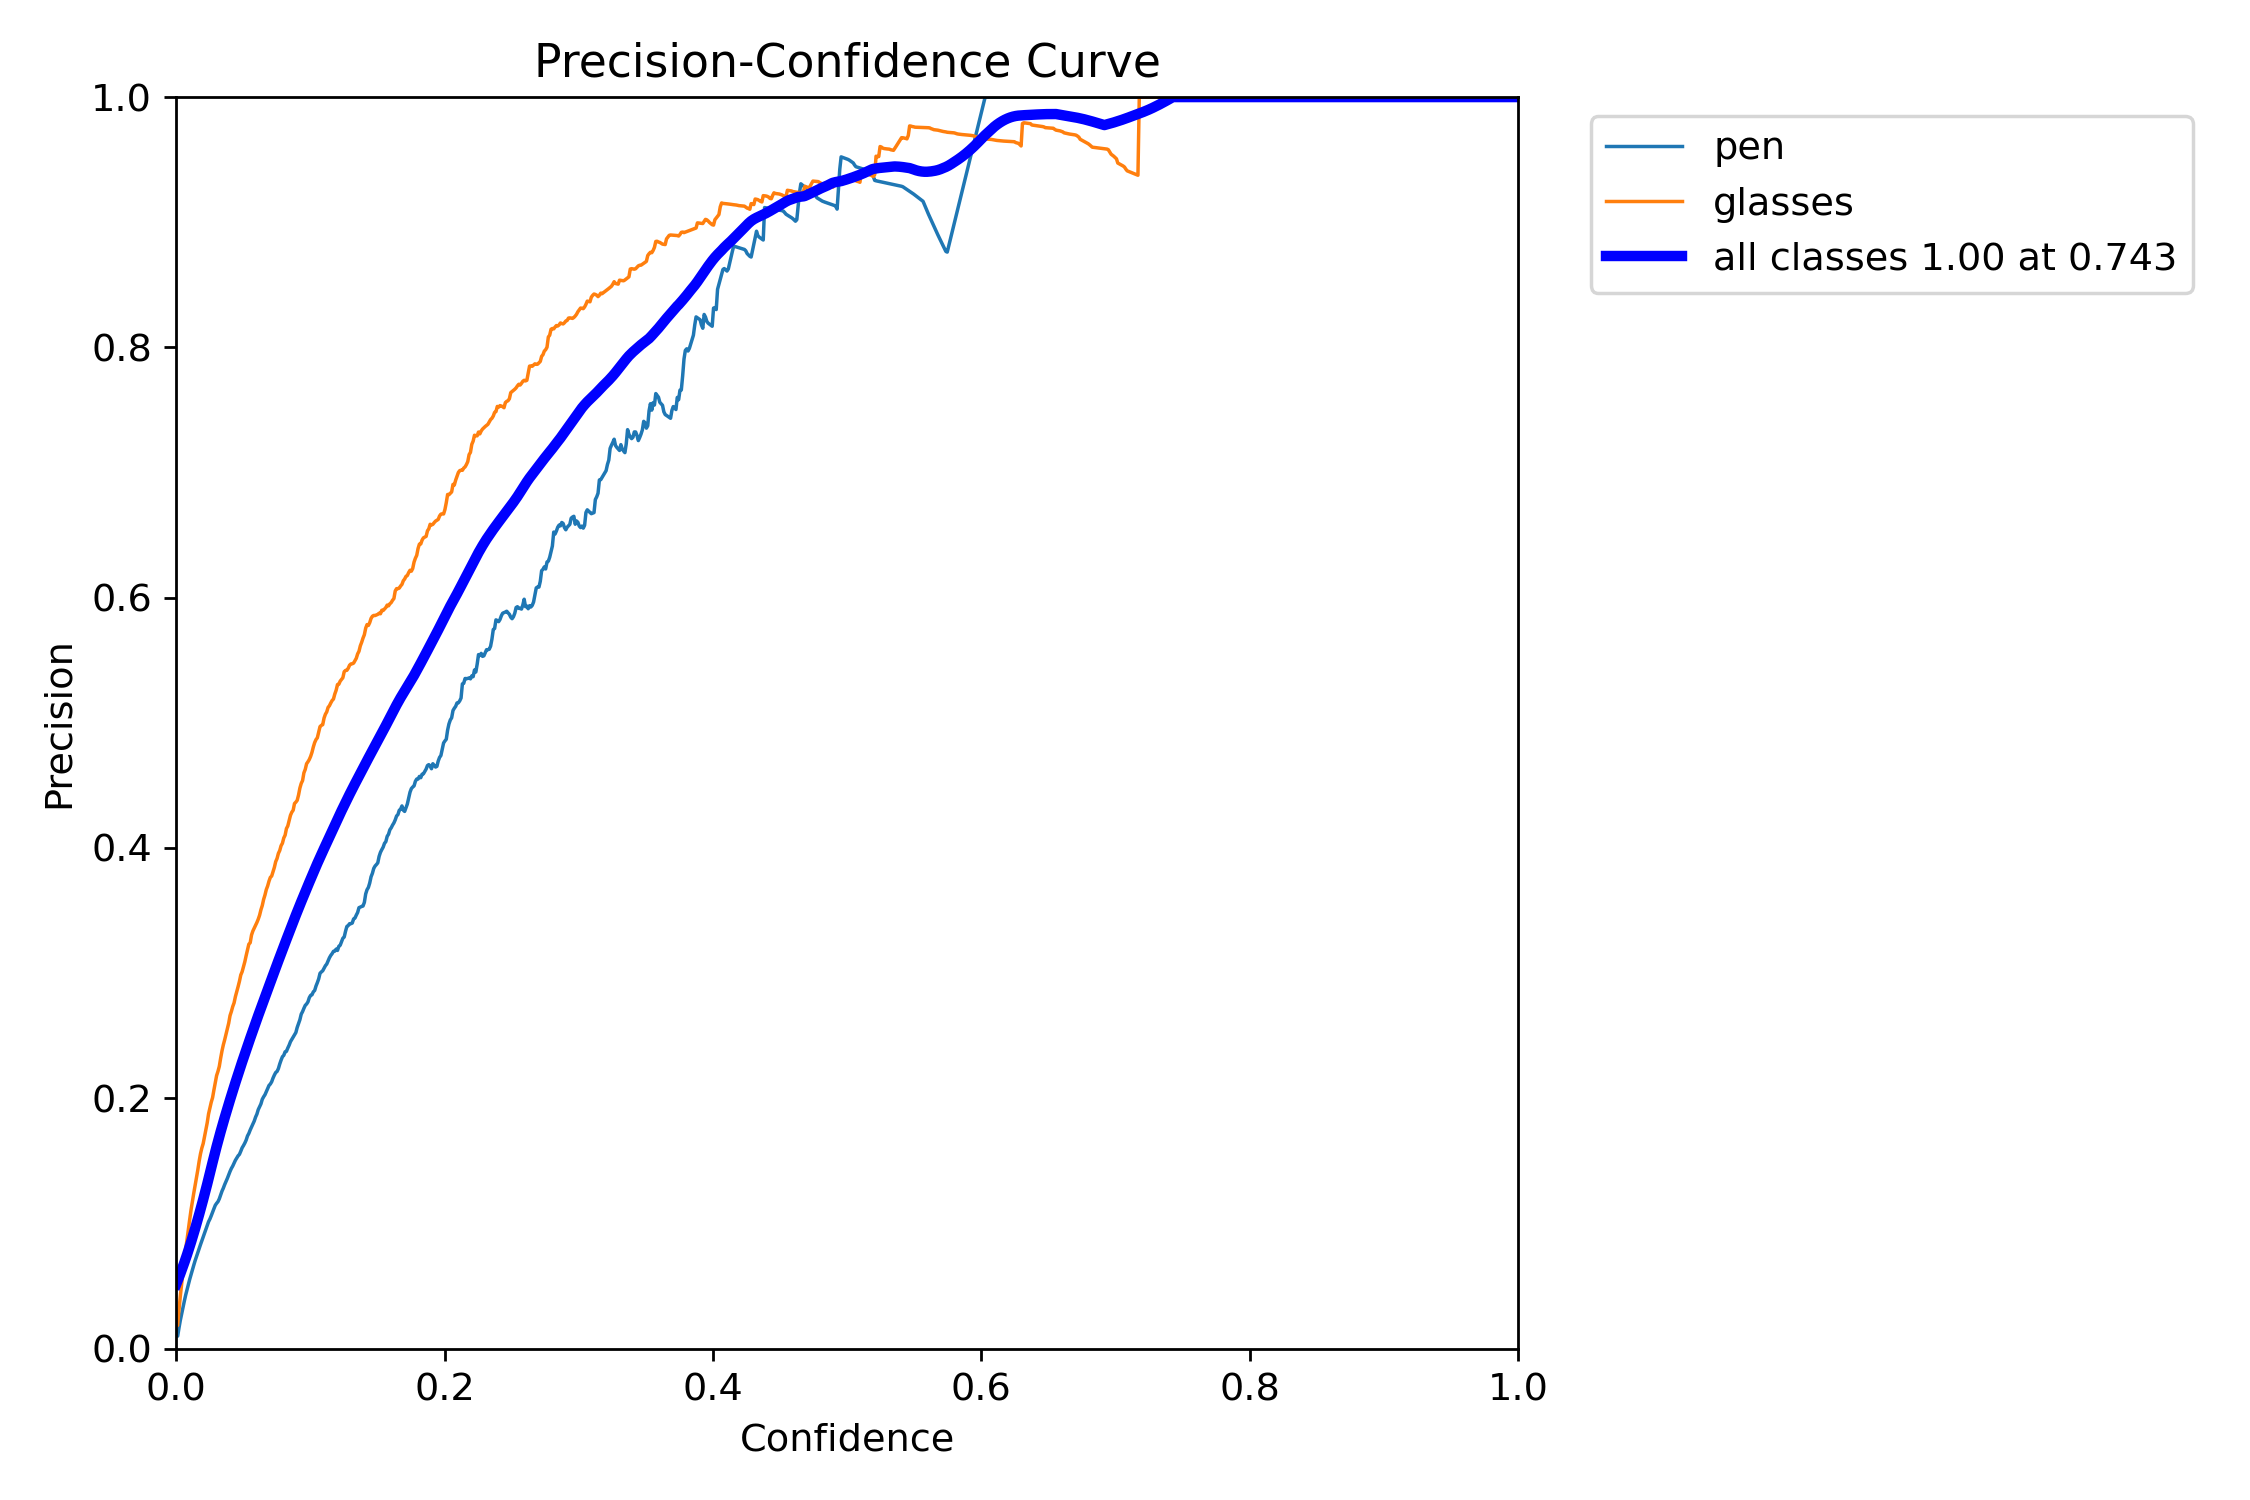 Precision-Confidence Curve
1.0
0.8
0.6
0.4
0.2
0.0
Precision
0.0 0.2 0.4 0.6 0.8 1.0
Confidence
pen
glasses
all classes 1.00 at 0.743